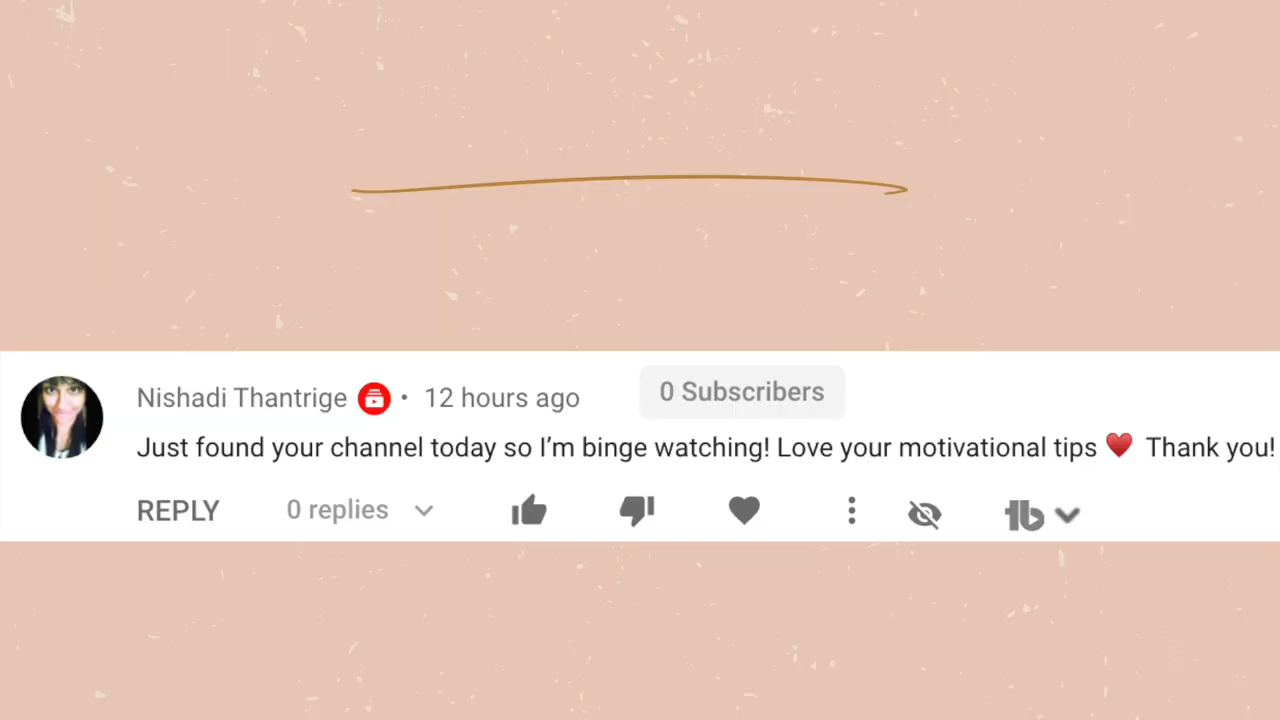 Nishadi Thantrige • 12 hours ago 0 Subscribers
Just found your channel today so I’m binge watching! Love your motivational tips ♥️ Thank you!
REPLY 0 replies tb